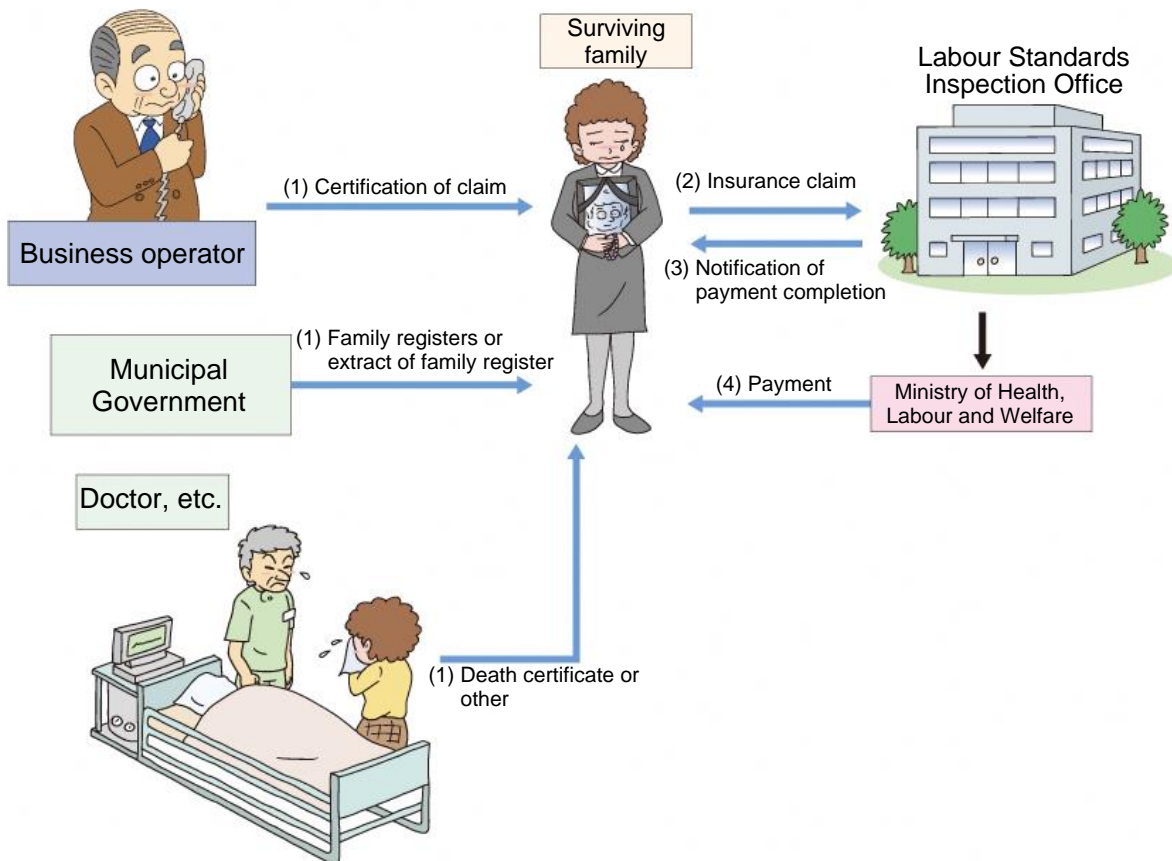 Surviving
family
Labour Standards
Inspection Office
(1) Certification of claim
(2) Insurance claim
Business operator
(3) Notification of
payment completion
(1) Family registers or
extract of family register
Municipal
Government
(4) Payment
Ministry of Health,
Labour and Welfare
Doctor, etc.
(1) Death certificate or
other